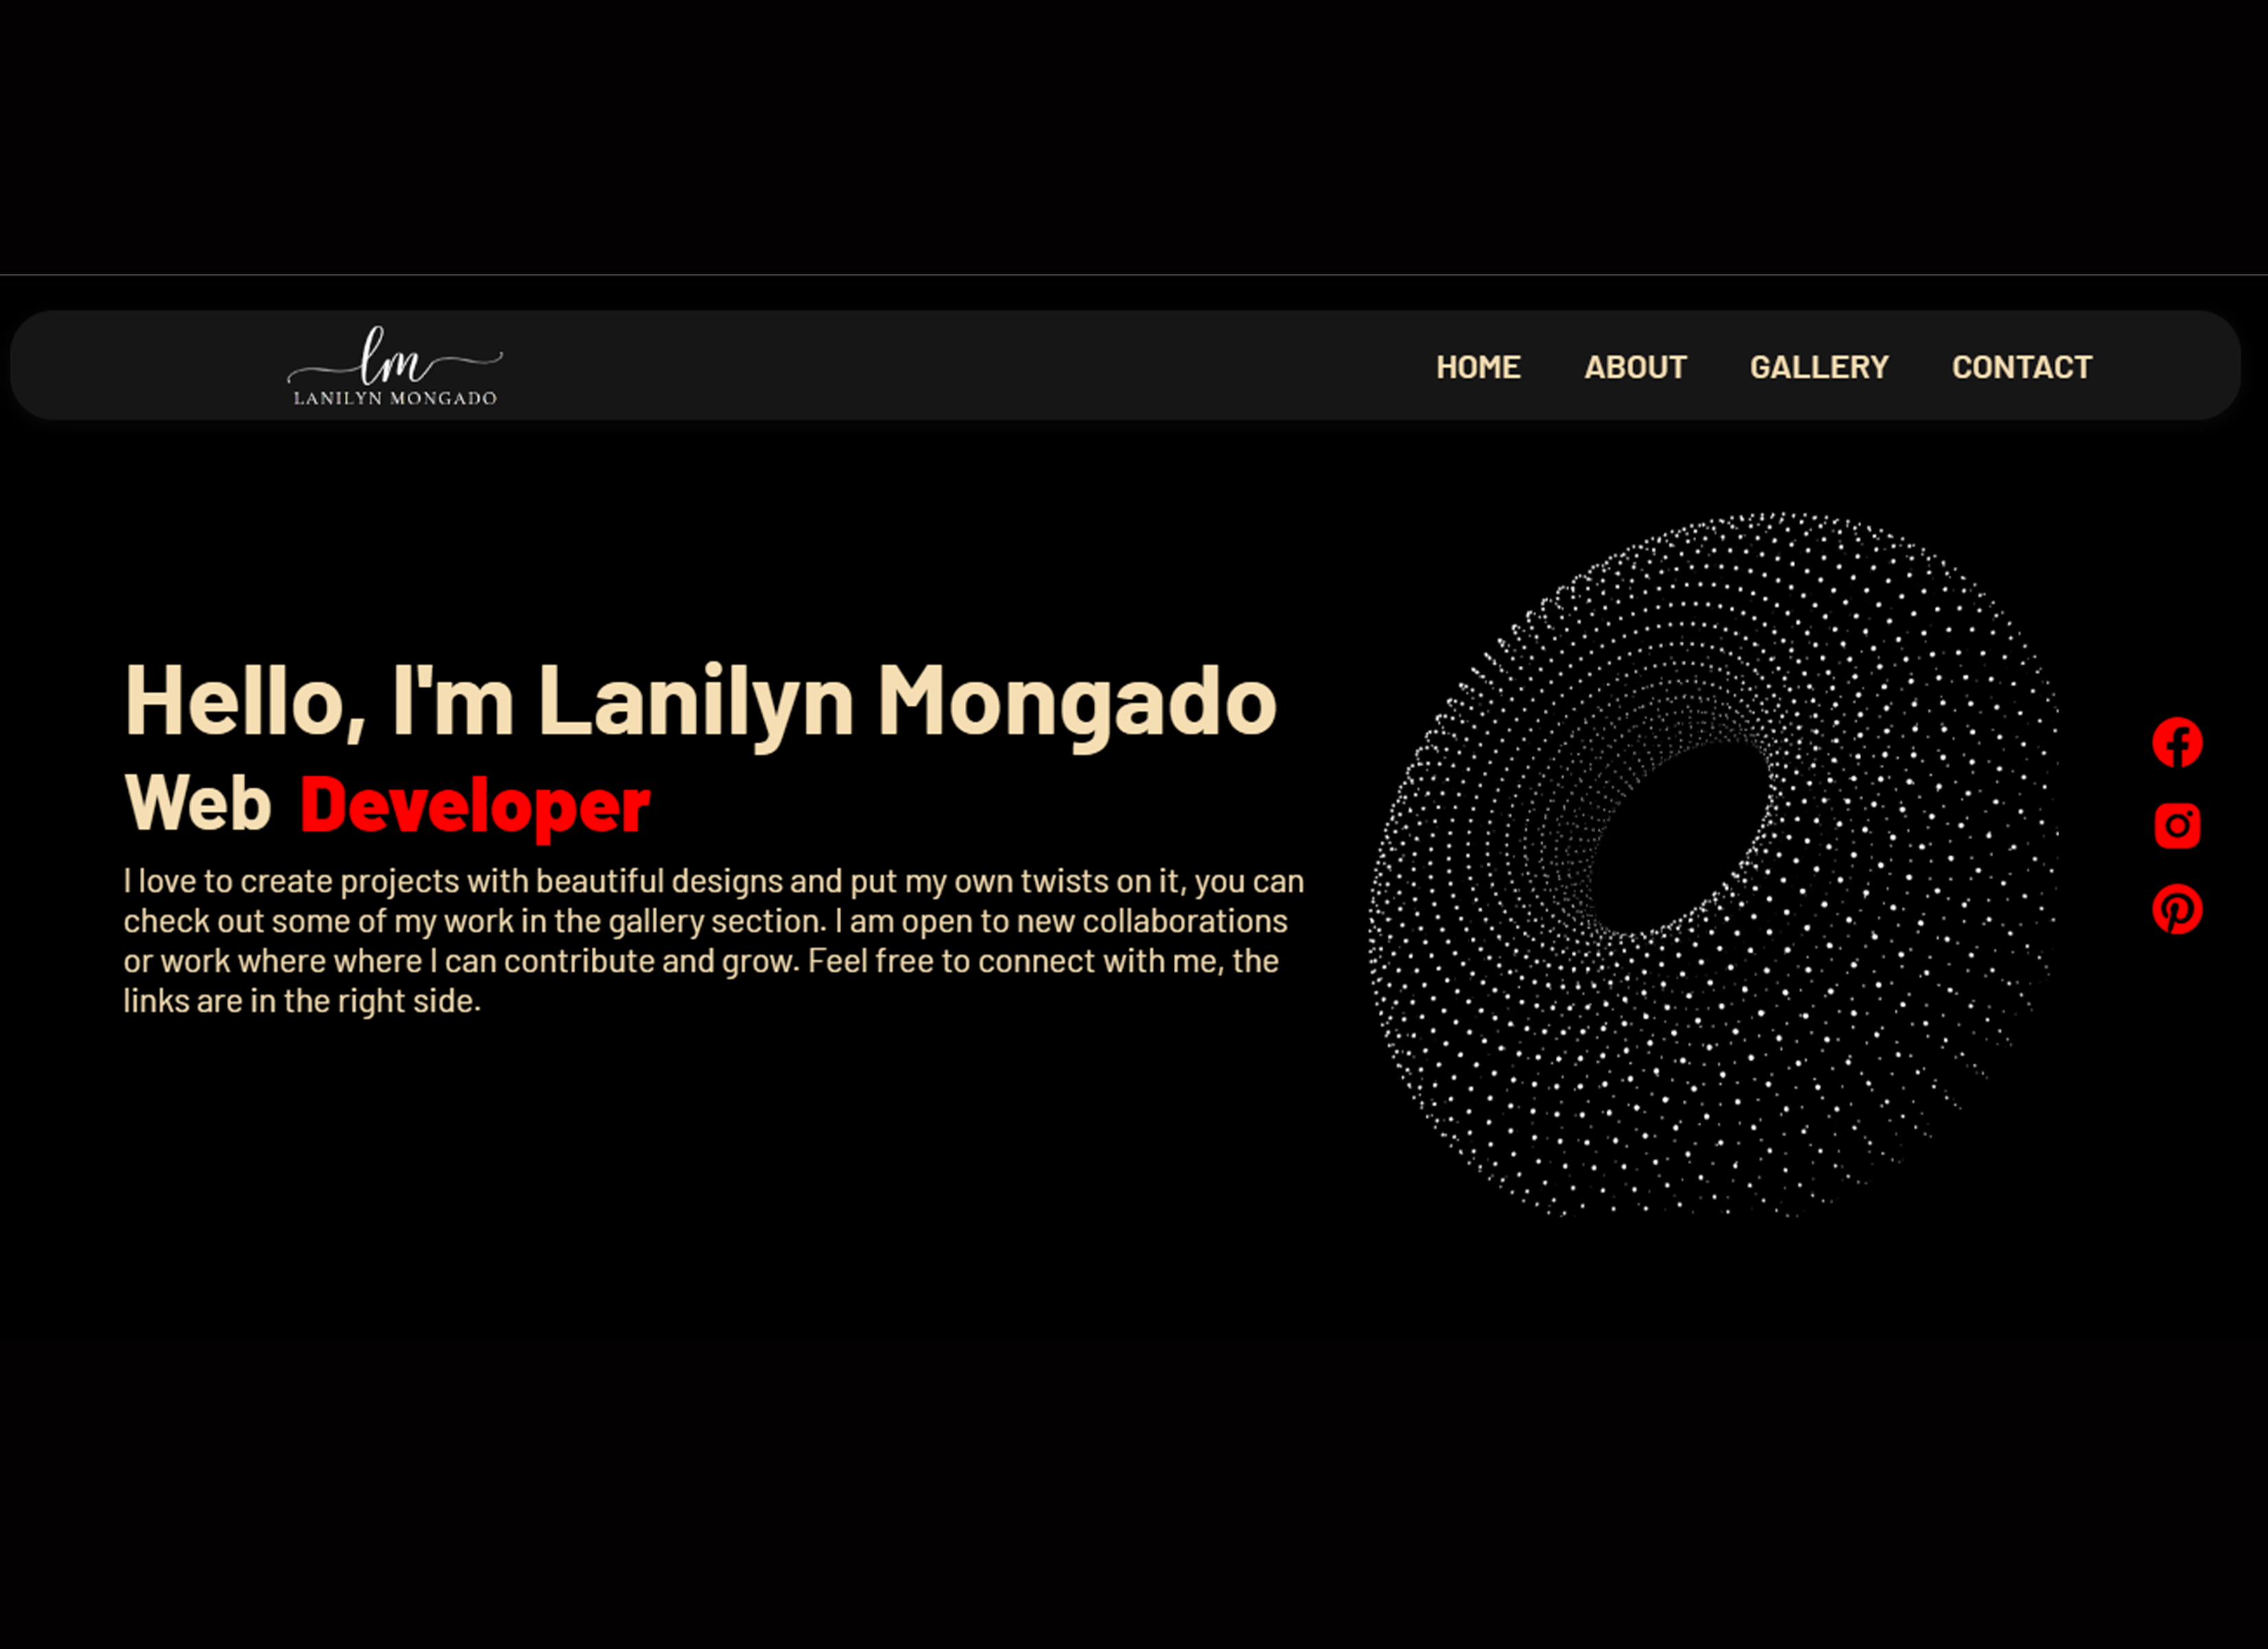 lm
LANILYN MONGADO
HOME ABOUT GALLERY CONTACT
Hello, I'm Lanilyn Mongado
Web Developer
I love to create projects with beautiful designs and put my own twists on it, you can
check out some of my work in the gallery section. I am open to new collaborations
or work where where I can contribute and grow. Feel free to connect with me, the
links are in the right side.